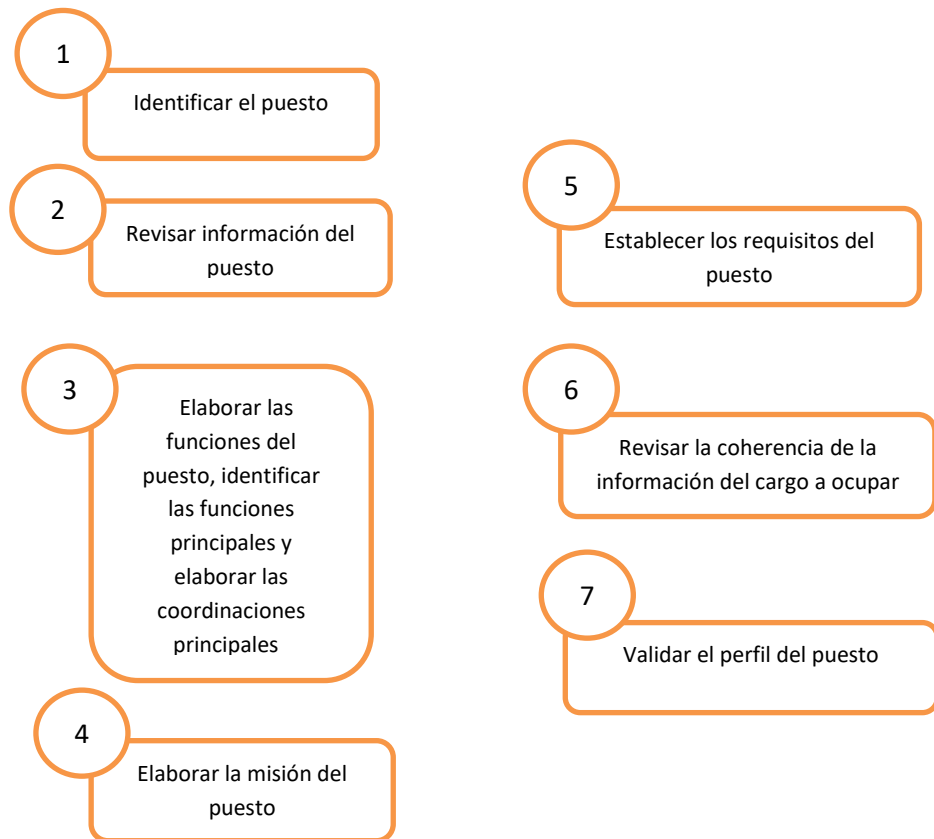 1
Identificar el puesto
2
Revisar información del
puesto
3
Elaborar las
funciones del
puesto, identificar
las funciones
principales y
elaborar las
coordinaciones
principales
4
Elaborar la misión del
puesto
5
Establecer los requisitos del
puesto
6
Revisar la coherencia de la
información del cargo a ocupar
7
Validar el perfil del puesto